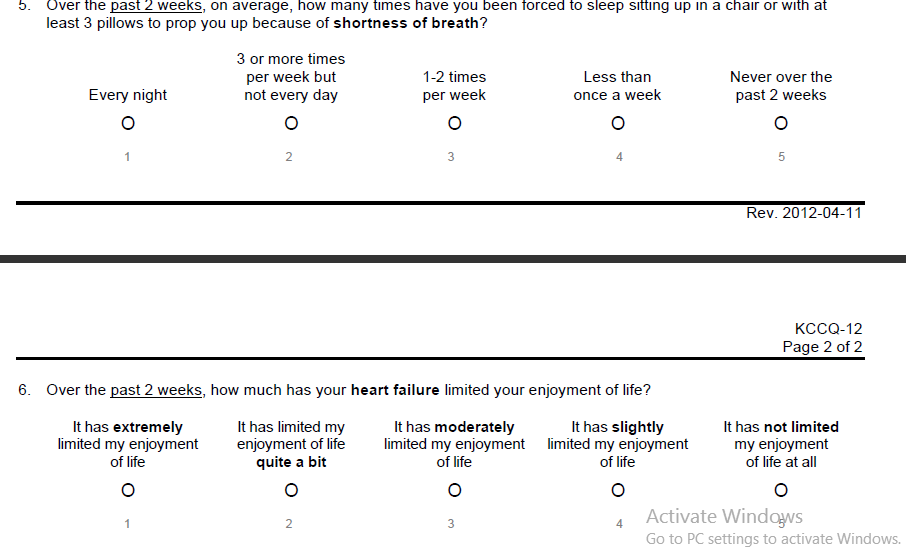 5. Over the past 2 weeks, on average, how many times have you been forced to sleep sitting up in a chair or with at
least 3 pillows to prop you up because of shortness of breath?
Every night
3 or more times
per week but
not every day
1-2 times
per week
Less than
once a week
Never over the
past 2 weeks
1 2 3 4 5
Rev. 2012-04-11
KCCQ-12
Page 2 of 2
6. Over the past 2 weeks, how much has your heart failure limited your enjoyment of life?
It has extremely
limited my enjoyment
of life
It has limited my
enjoyment of life
quite a bit
It has moderately
limited my enjoyment
of life
It has slightly
limited my enjoyment
of life
It has not limited
my enjoyment
of life at all
1 2 3 4 5
Activate Windows
Go to PC settings to activate Windows.